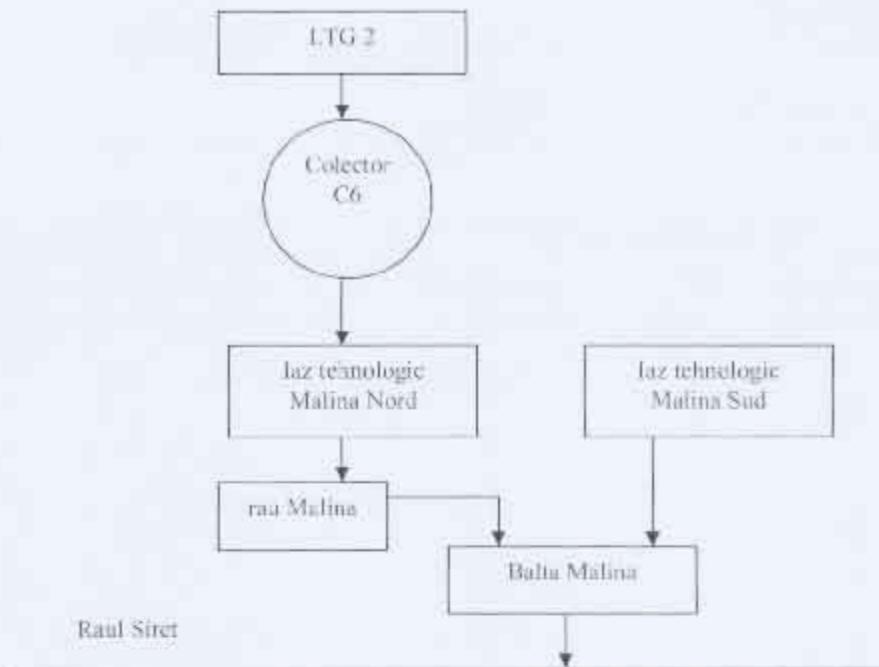 LTG 2
Colector
C6
Iaz tehnologic
Malina Nord
Iaz tehnologic
Malina Sud
rau Malina
Balta Malina
Raul Siret